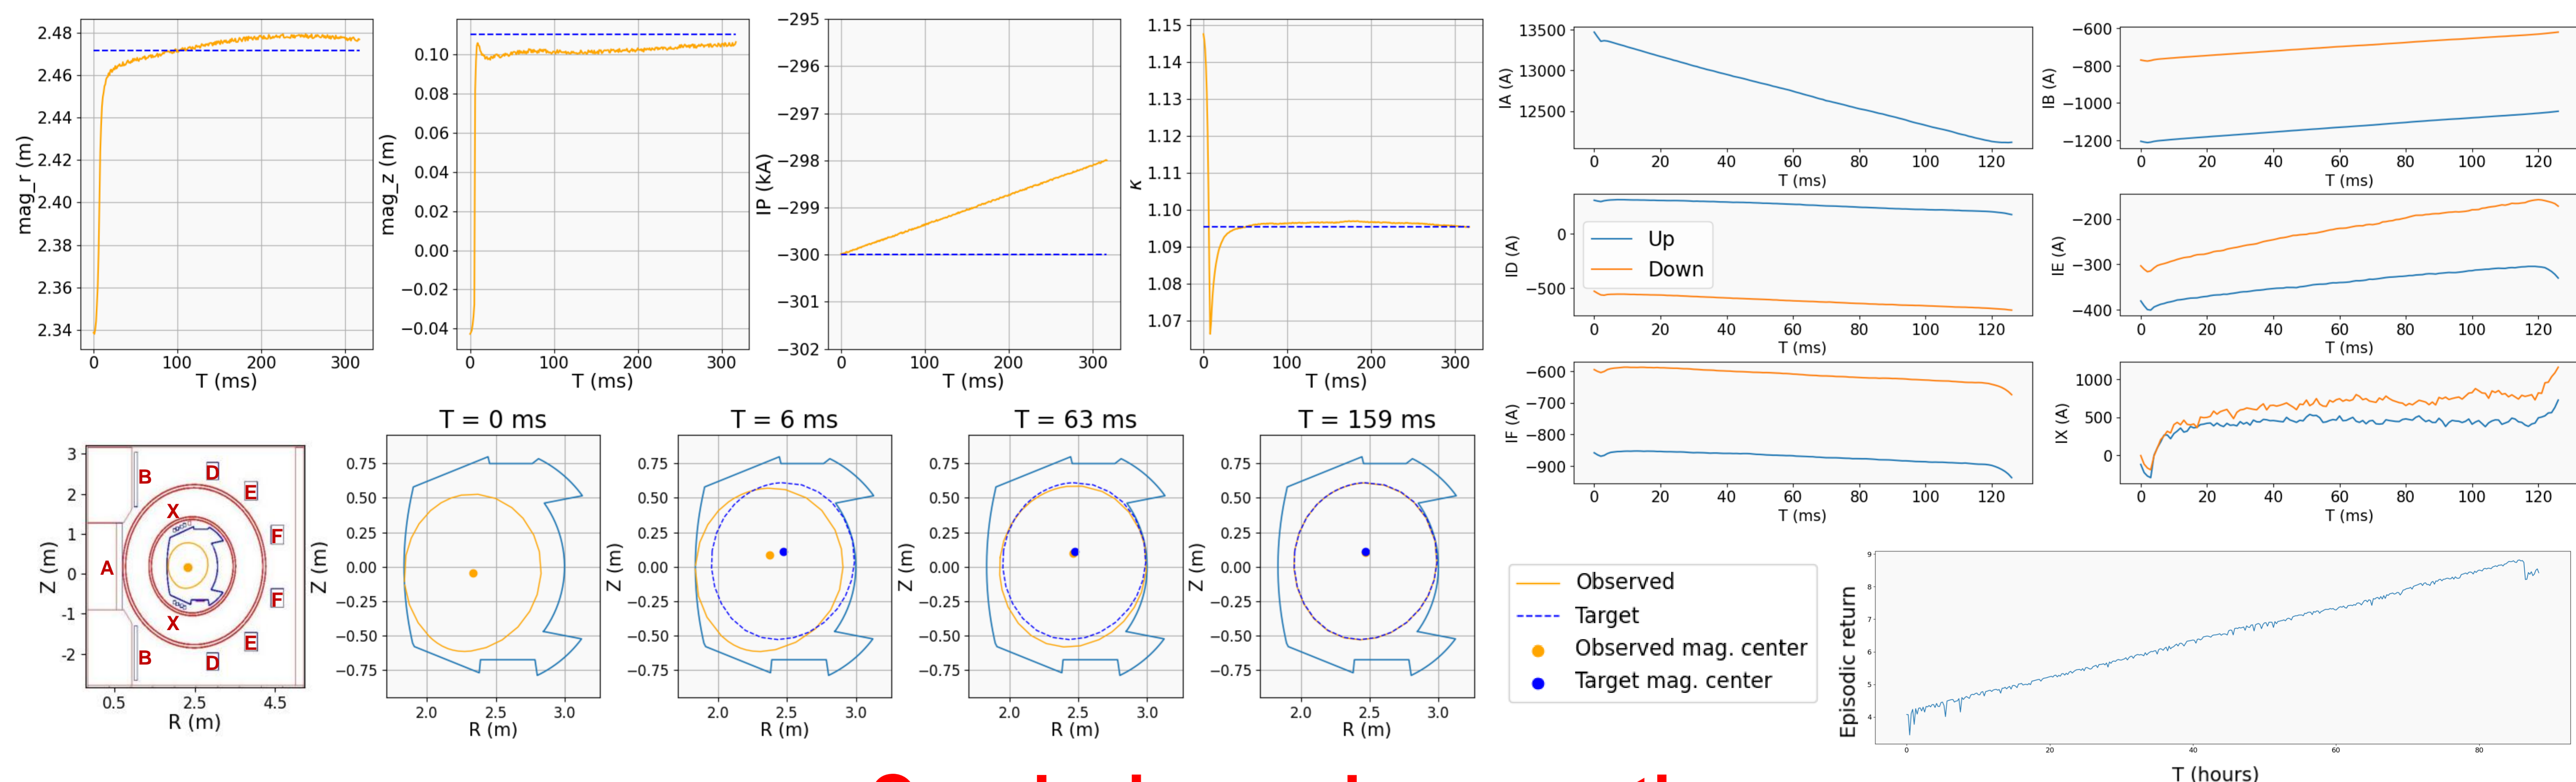 2.48
2.46
2.44
2.42
2.40
2.38
2.36
2.34
mag_r (m)
0 100 200 300
T (ms)
0.10
0.08
0.06
0.04
0.02
0.00
−0.02
−0.04
mag_z (m)
0 100 200 300
T (ms)
−295
−296
−297
−298
−299
−300
−301
−302
IP (kA)
0 100 200 300
T (ms)
1.15
1.14
1.13
1.12
1.11
1.10
1.09
1.08
1.07
κ
0 100 200 300
T (ms)
13500
13000
12500
IA (A)
0 20 40 60 80 100 120
T (ms)
−600
−800
−1000
−1200
IB (A)
0 20 40 60 80 100 120
T (ms)
0
−500
ID (A)
Up
Down
0 20 40 60 80 100 120
T (ms)
−200
−300
−400
IE (A)
0 20 40 60 80 100 120
T (ms)
−600
−700
−800
−900
IF (A)
0 20 40 60 80 100 120
T (ms)
1000
500
0
IX (A)
0 20 40 60 80 100 120
T (ms)
3
2
1
0
-1
-2
Z (m)
B D
E
X
F
A
F
X
E
B D
0.5 2.5 4.5
R (m)
T = 0 ms
0.75
0.50
0.25
0.00
−0.25
−0.50
−0.75
Z (m)
2.0 2.5 3.0
R (m)
T = 6 ms
0.75
0.50
0.25
0.00
−0.25
−0.50
−0.75
Z (m)
2.0 2.5 3.0
R (m)
T = 63 ms
0.75
0.50
0.25
0.00
−0.25
−0.50
−0.75
Z (m)
2.0 2.5 3.0
R (m)
T = 159 ms
0.75
0.50
0.25
0.00
−0.25
−0.50
−0.75
Z (m)
2.0 2.5 3.0
R (m)
Observed
Target
Observed mag. center
Target mag. center
9
8
7
6
5
4
Episodic return
0 20 40 60 80
T (hours)